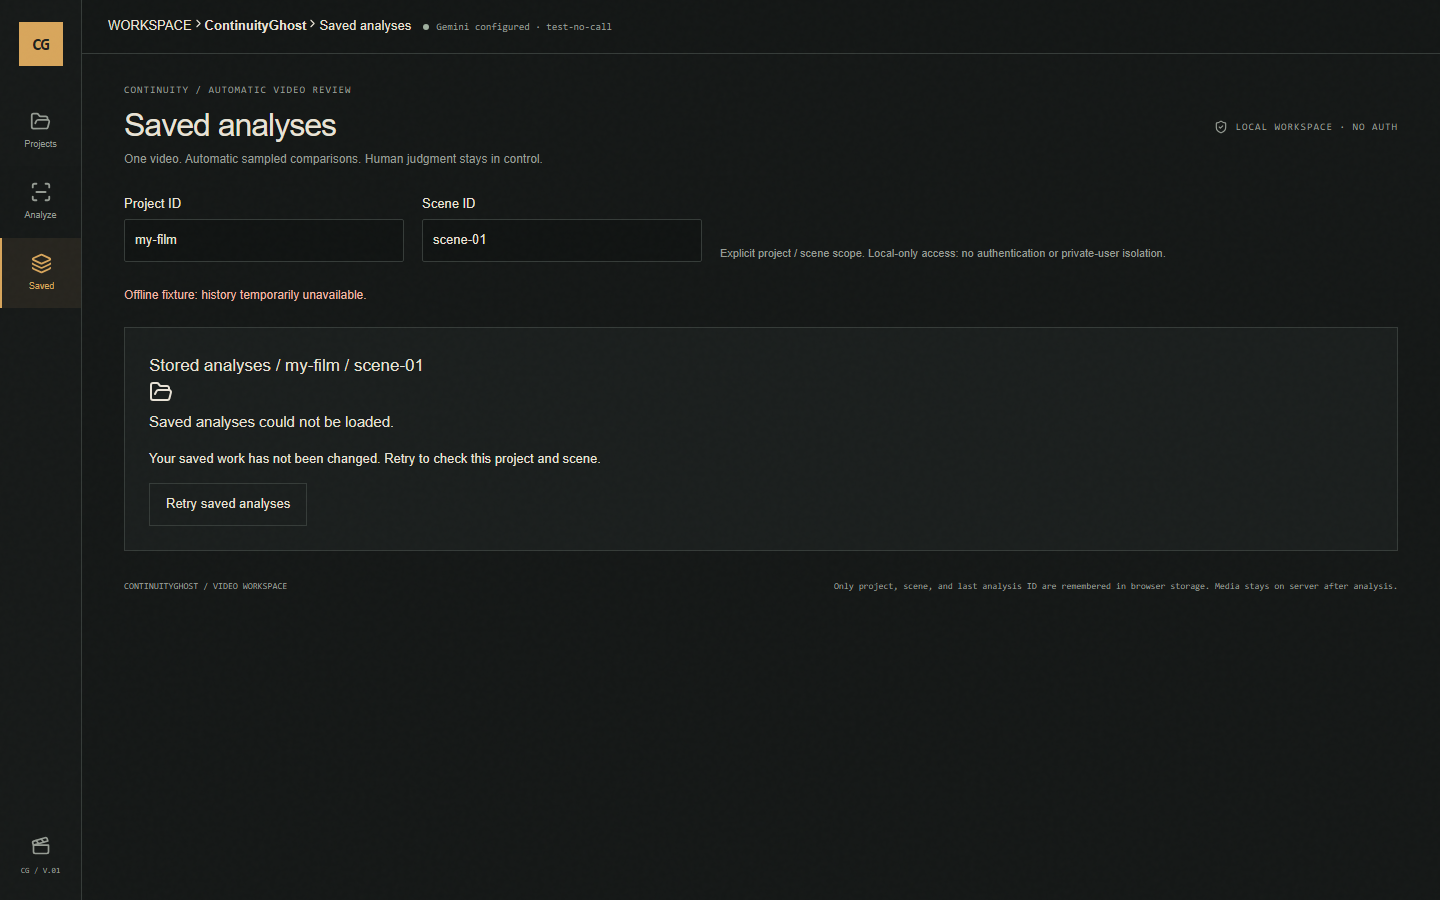 CG
WORKSPACE > ContinuityGhost > Saved analyses
Gemini configured · test-no-call
Projects
Analyze
Saved
CONTINUITY / AUTOMATIC VIDEO REVIEW
Saved analyses
LOCAL WORKSPACE · NO AUTH
One video. Automatic sampled comparisons. Human judgment stays in control.
Project ID
Scene ID
my-film
scene-01
Explicit project / scene scope. Local-only access: no authentication or private-user isolation.
Offline fixture: history temporarily unavailable.
Stored analyses / my-film / scene-01
Saved analyses could not be loaded.
Your saved work has not been changed. Retry to check this project and scene.
Retry saved analyses
CONTINUITYGHOST / VIDEO WORKSPACE
Only project, scene, and last analysis ID are remembered in browser storage. Media stays on server after analysis.
CG / V.01